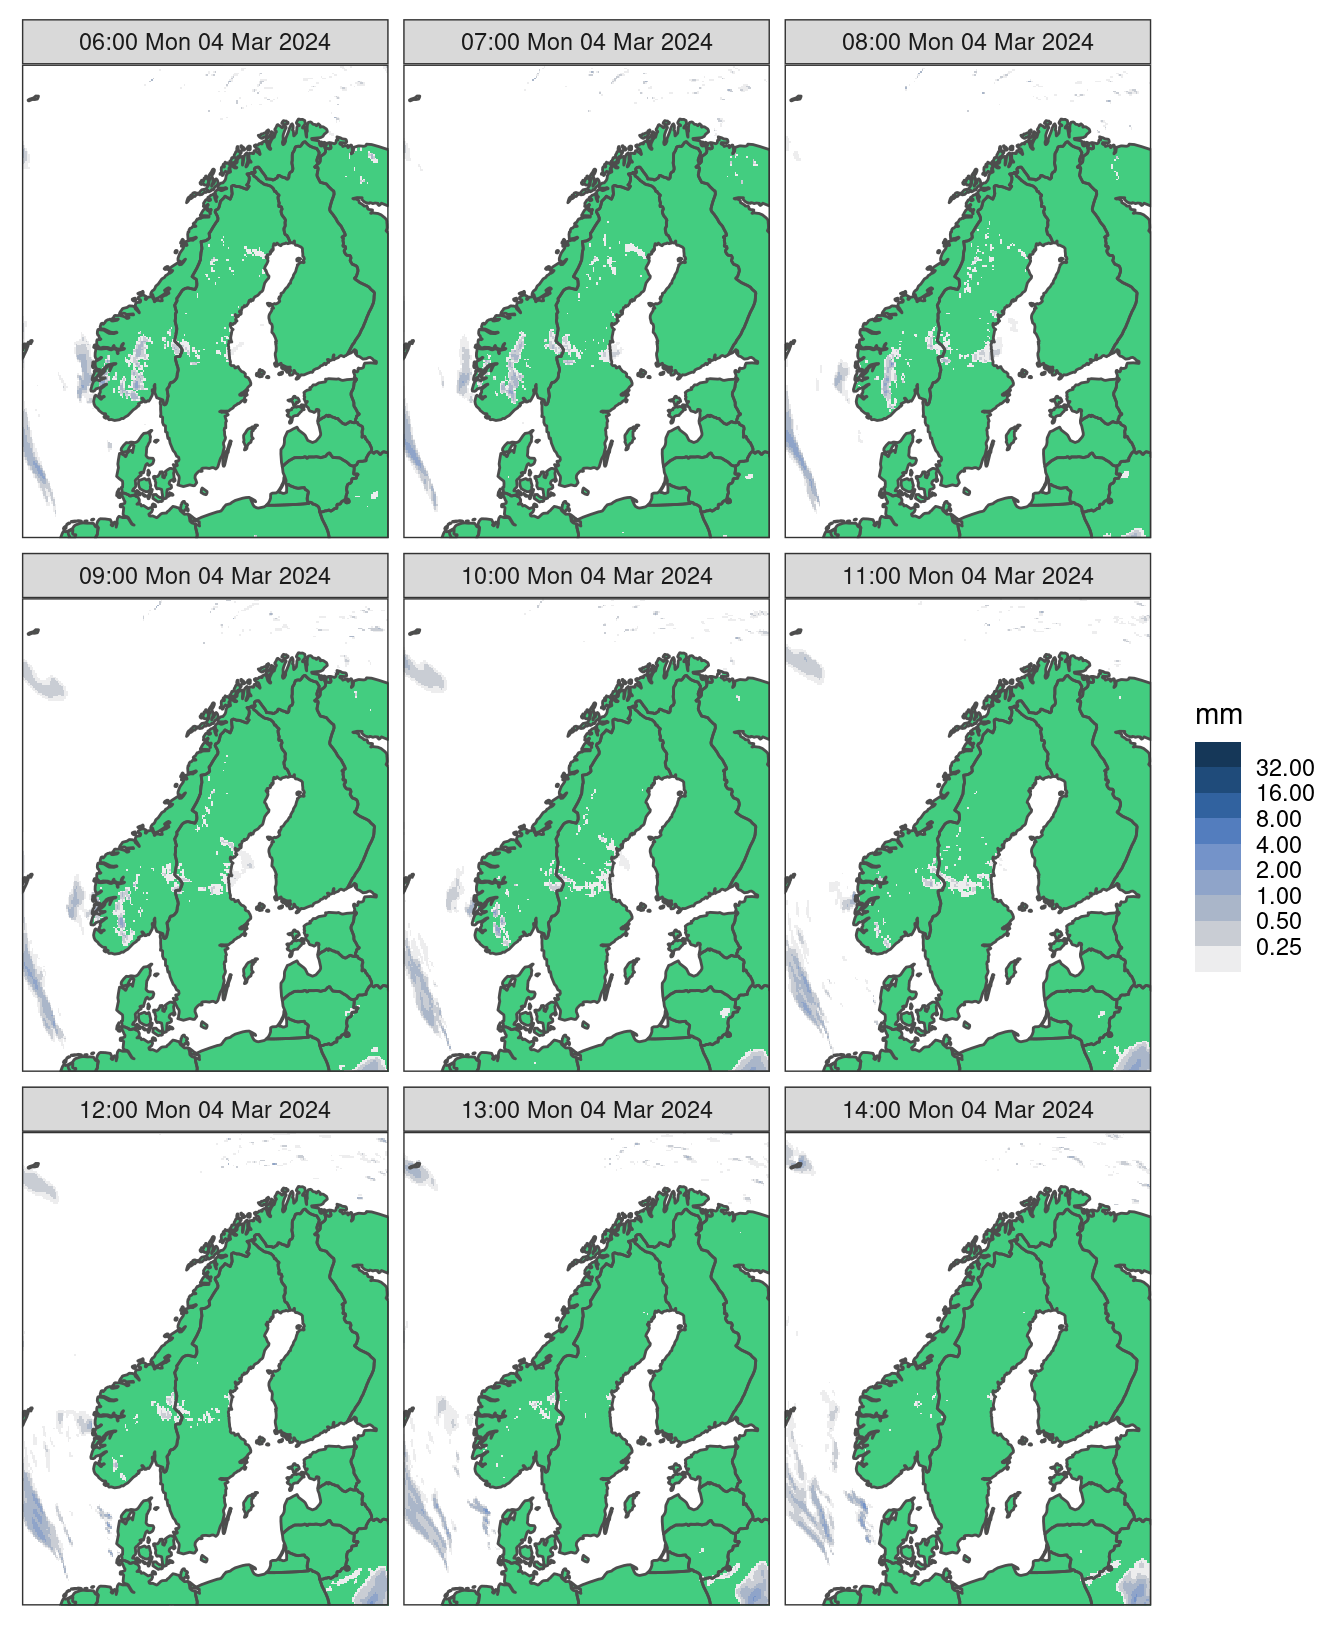 06:00 Mon 04 Mar 2024
07:00 Mon 04 Mar 2024
08:00 Mon 04 Mar 2024
09:00 Mon 04 Mar 2024
10:00 Mon 04 Mar 2024
11:00 Mon 04 Mar 2024
mm
32.00
16.00
8.00
4.00
2.00
1.00
0.50
0.25
12:00 Mon 04 Mar 2024
13:00 Mon 04 Mar 2024
14:00 Mon 04 Mar 2024